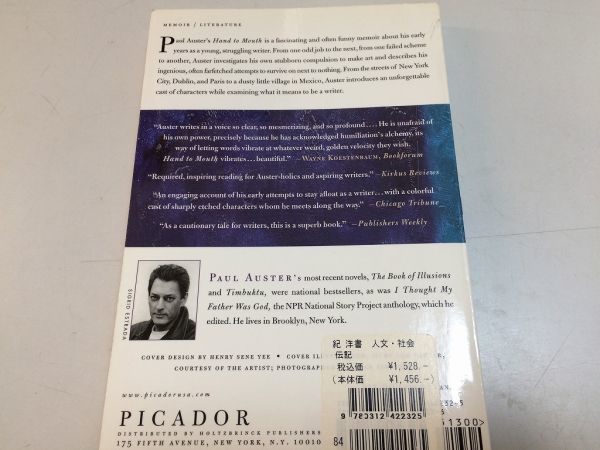 MEMOIR / LITERATURE
Paul Auster's Hand to Mouth is a fascinating and often funny memoir about his early
years as a young, struggling writer. From one odd job to the next, from one failed scheme
to another, Auster investigates his own stubborn compulsion to make art and describes his
ingenious, often farfetched attempts to survive on next to nothing. From the streets of New York
City, Dublin, and Paris to a dusty little village in Mexico, Auster introduces an unforgettable
cast of characters while examining what it means to be a writer.
"Auster writes in a voice so clear, so mesmerizing, and so profound.... He is unafraid of
his own power, precisely because he has acknowledged humiliation's alchemy, its
way of letting words vibrate at whatever weird, golden velocity they wish.
Hand to Mouth vibrates...beautiful." —WAYNE KOESTENBAUM, Bookforum
"Required, inspiring reading for Auster-holics and aspiring writers." —Kirkus Reviews
"An engaging account of his early attempts to stay afloat as a writer...with a colorful
cast of sharply etched characters whom he meets along the way." —Chicago Tribune
"As a cautionary tale for writers, this is a superb book." —Publishers Weekly
PAUL AUSTER's most recent novels, The Book of Illusions
and Timbuktu, were national bestsellers, as was I Thought My
Father Was God, the NPR National Story Project anthology, which he
edited. He lives in Brooklyn, New York.
SIGRID ESTRADA
COVER DESIGN BY HENRY SENE YEE • COVER
COURTESY OF THE ARTIST;
www.picadorusa.com
PICADOR
DISTRIBUTED BY HOLTZBRINCK PUBLISHERS
175 FIFTH AVENUE, NEW YORK, N.Y. 10010
紀 洋書 人文・社会
伝記
税込価 ¥1,528.-
(本体価 ¥1,456.-)
9 780312 422325
84
51300>